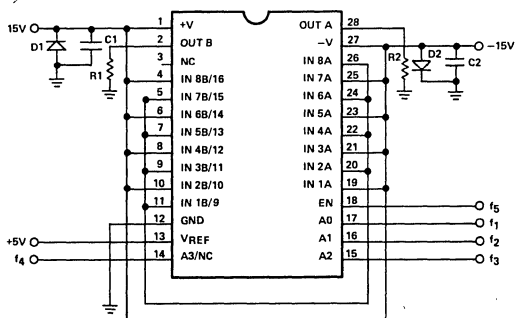 15V 1 +V OUT A 28
D1 C1 2 OUT B −V 27 −15V
R1 3 NC IN 8A 26 R2 D2 C2
4 IN 8B/16 IN 7A 25
5 IN 7B/15 IN 6A 24
6 IN 6B/14 IN 5A 23
7 IN 5B/13 IN 4A 22
8 IN 4B/12 IN 3A 21
9 IN 3B/11 IN 2A 20
10 IN 2B/10 IN 1A 19
11 IN 1B/9 EN 18 f5
12 GND A0 17 f1
+5V 13 VREF A1 16 f2
f4 14 A3/NC A2 15 f3